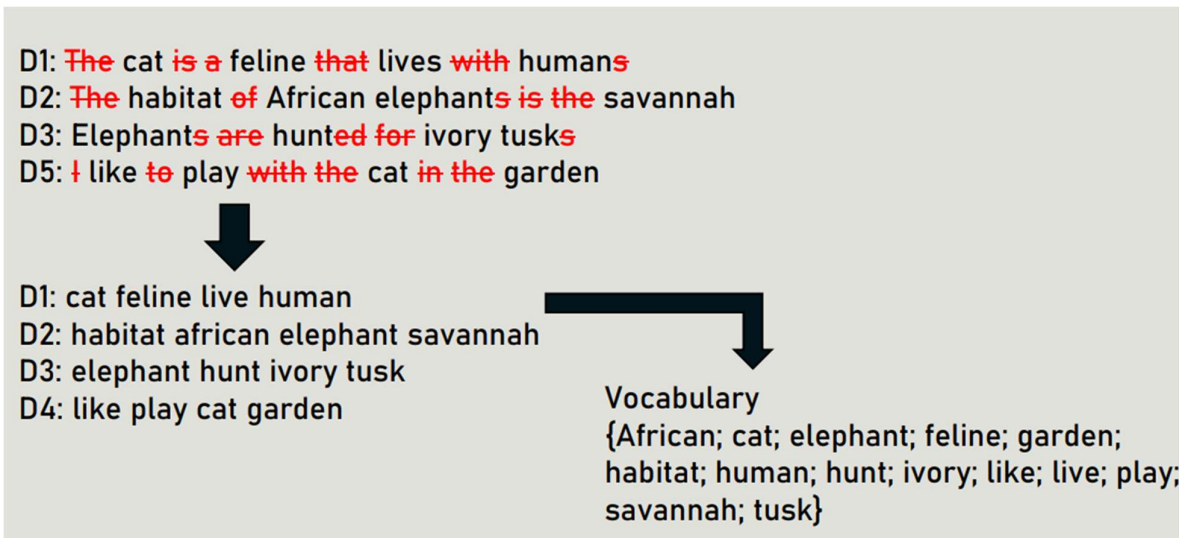 D1: The cat is a feline that lives with humans
D2: The habitat of African elephants is the savannah
D3: Elephants are hunted for ivory tusks
D5: I like to play with the cat in the garden
D1: cat feline live human
D2: habitat african elephant savannah
D3: elephant hunt ivory tusk
D4: like play cat garden
Vocabulary
{African; cat; elephant; feline; garden;
habitat; human; hunt; ivory; like; live; play;
savannah; tusk}